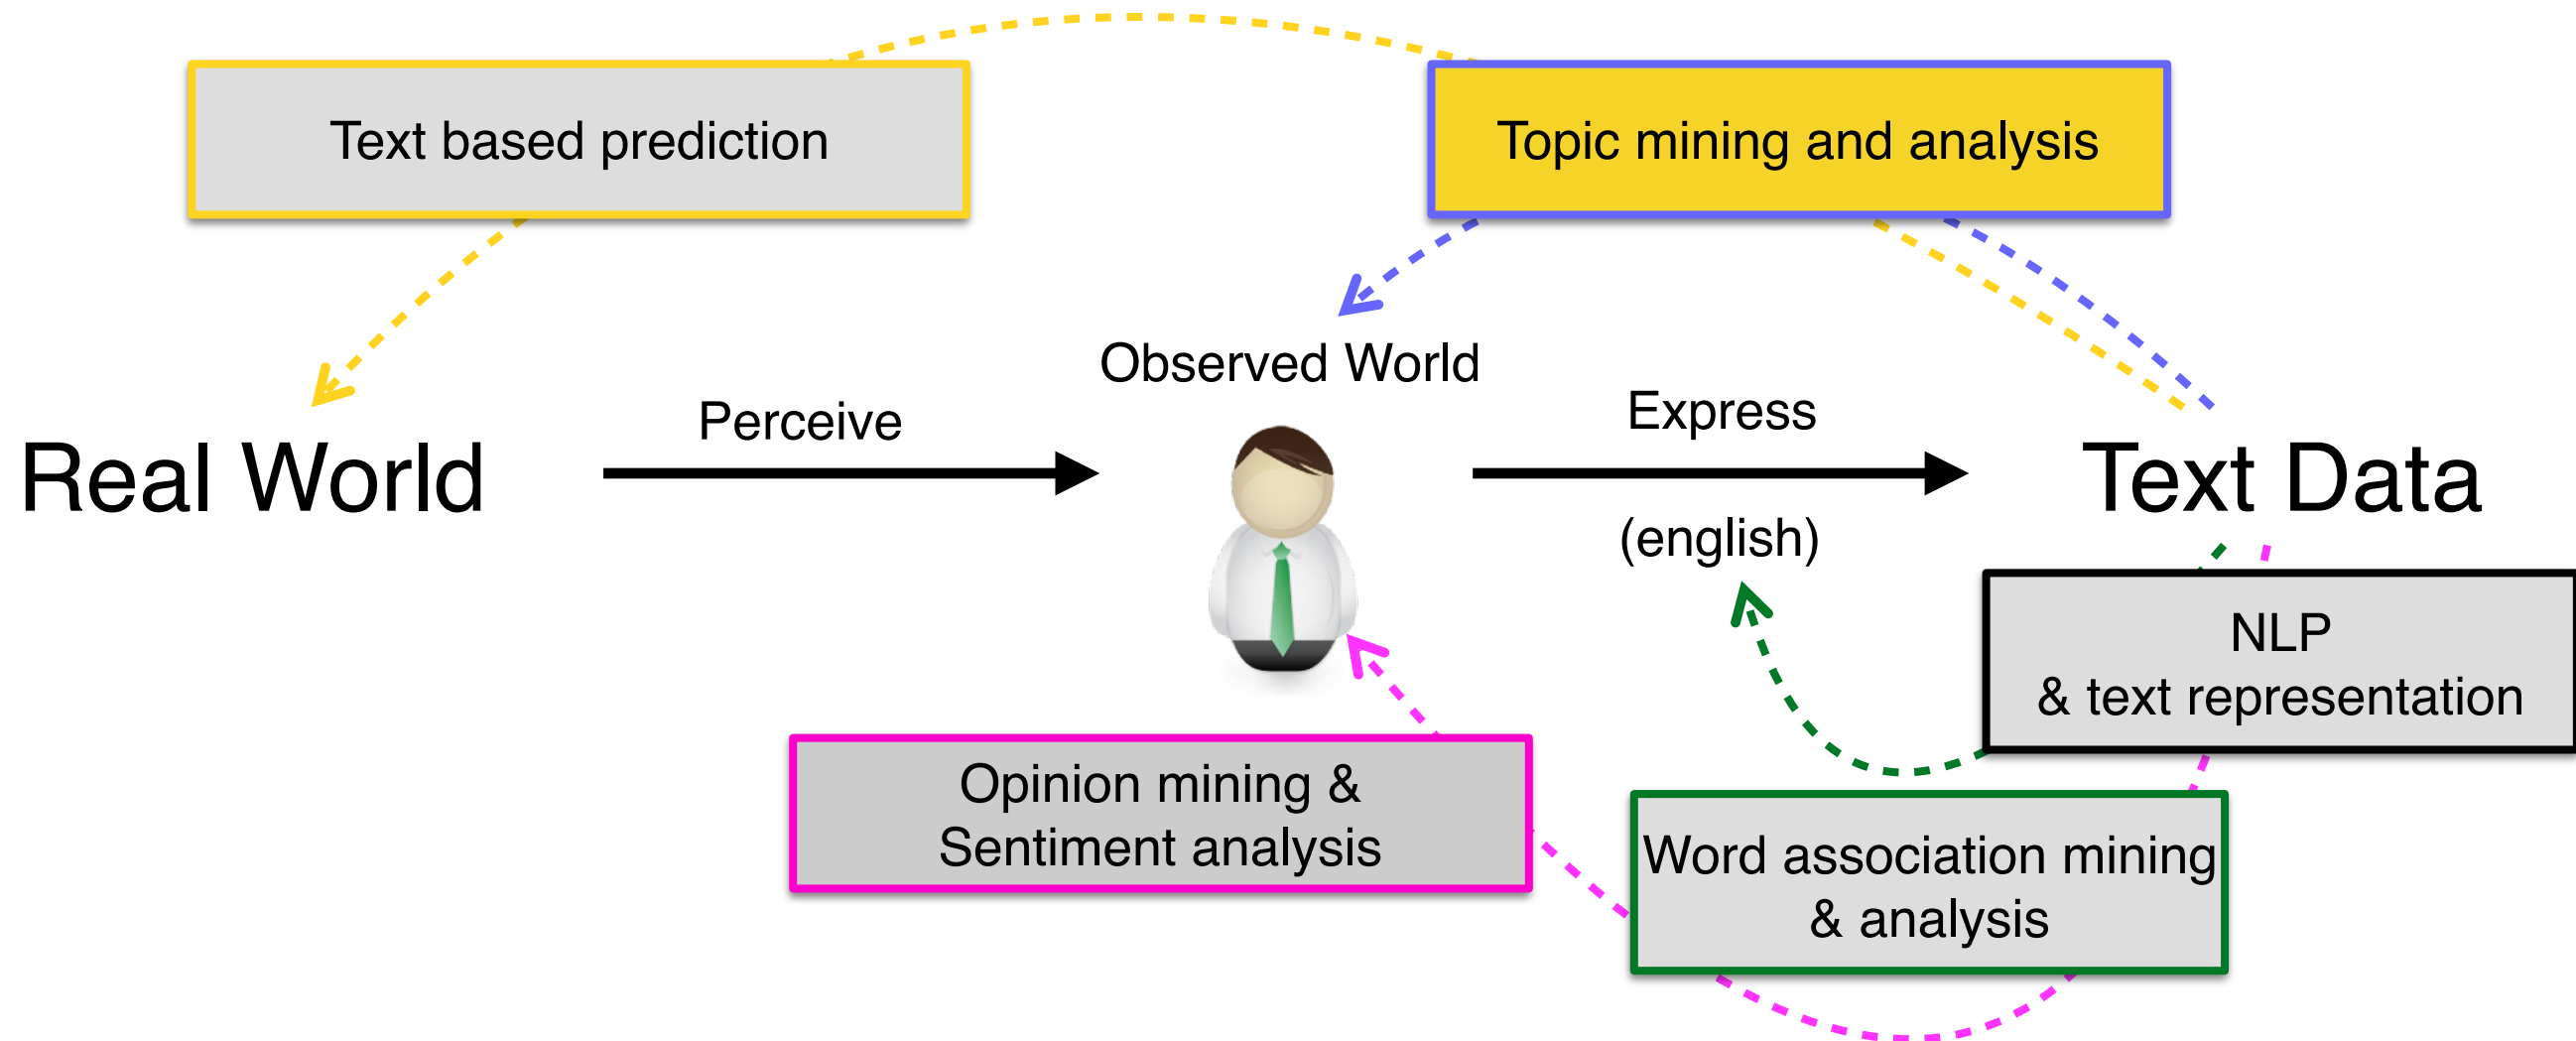 Text based prediction
Topic mining and analysis
Observed World
Perceive
Express
Real World
Text Data
(english)
NLP
& text representation
Opinion mining &
Sentiment analysis
Word association mining
& analysis